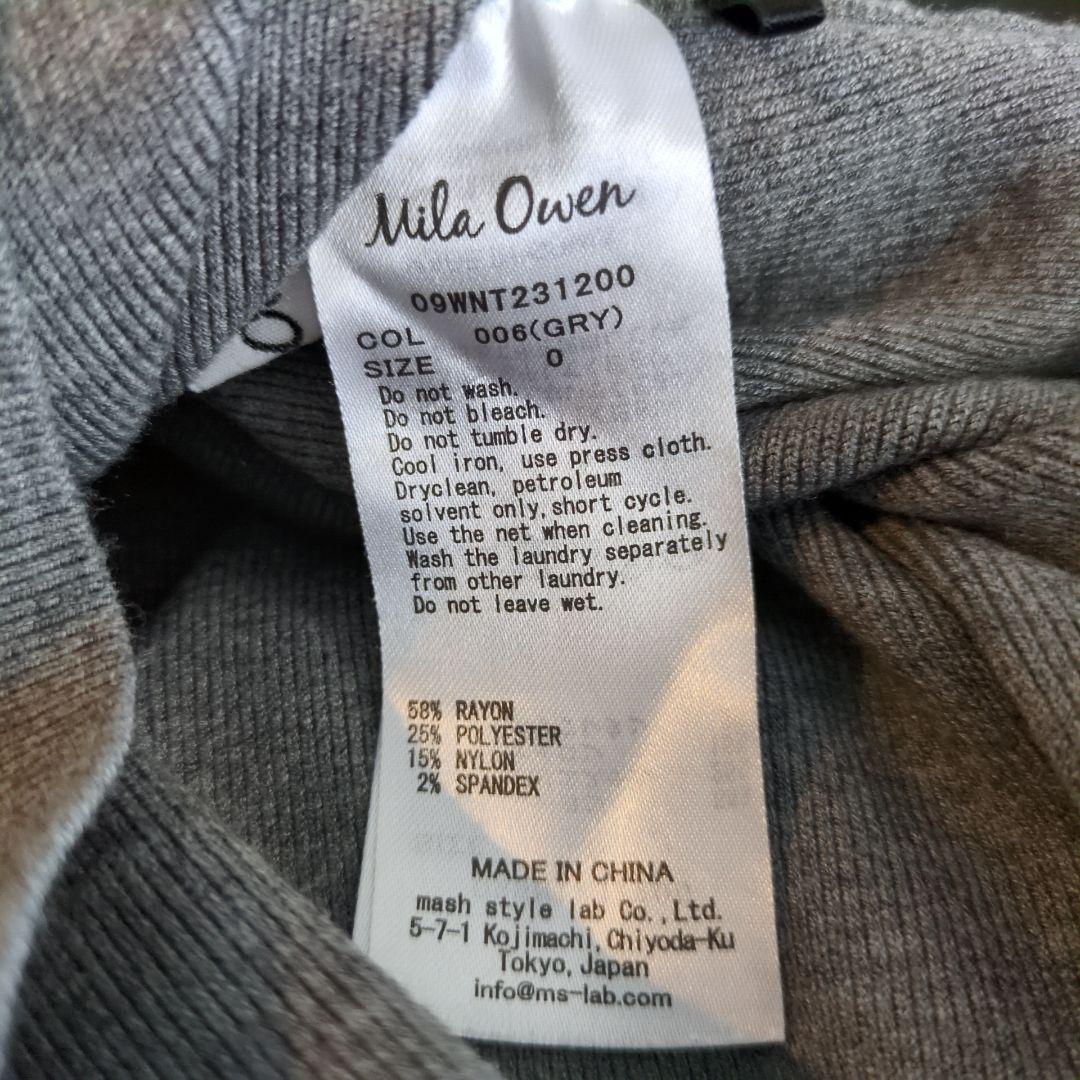 Mila Owen
09WNT231200
COL 006(GRY)
SIZE 0
Do not wash.
Do not bleach.
Do not tumble dry.
Cool iron, use press cloth.
Dryclean, petroleum
solvent only,short cycle.
Use the net when cleaning.
Wash the laundry separately
from other laundry.
Do not leave wet.
58% RAYON
25% POLYESTER
15% NYLON
2% SPANDEX
MADE IN CHINA
mash style lab Co.,Ltd.
5-7-1 Kojimachi,Chiyoda-Ku
Tokyo,Japan
info@ms-lab.com